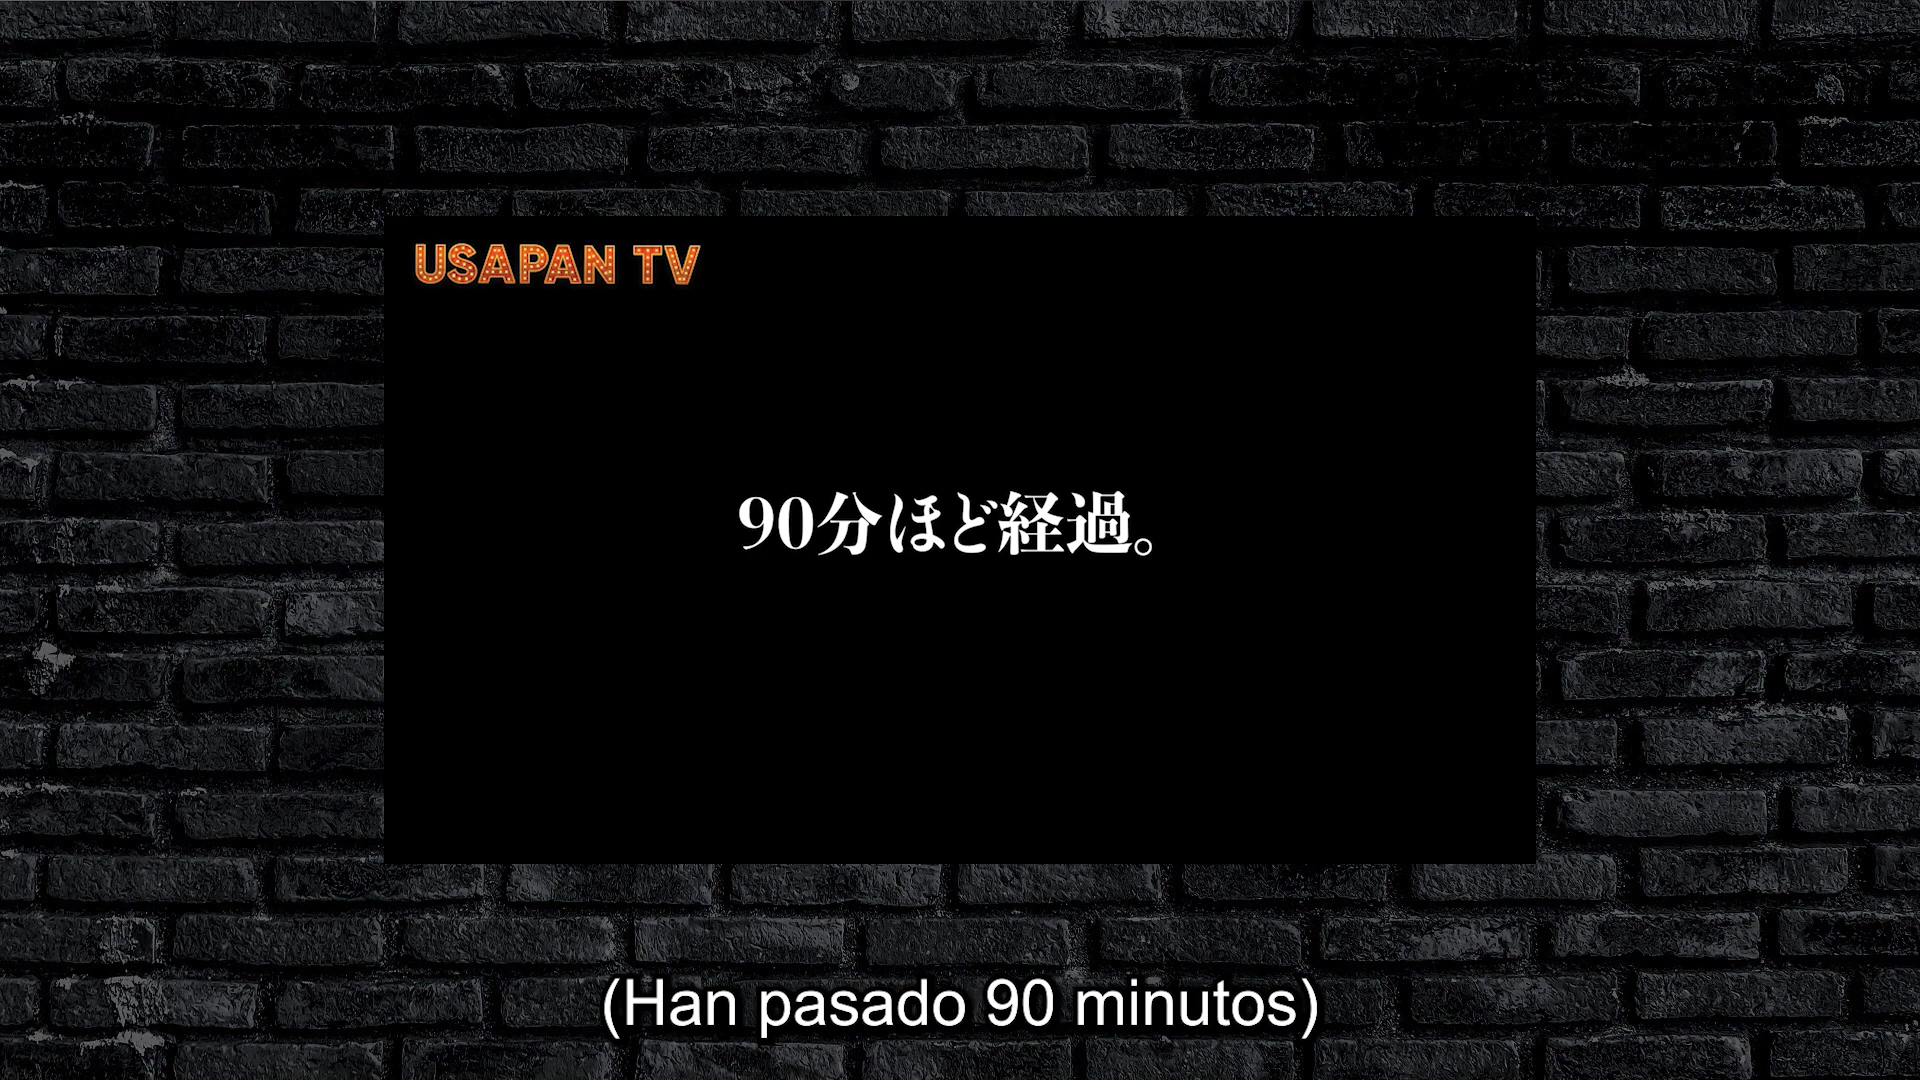 USAPAN TV
90分ほど経過。
(Han pasado 90 minutos)